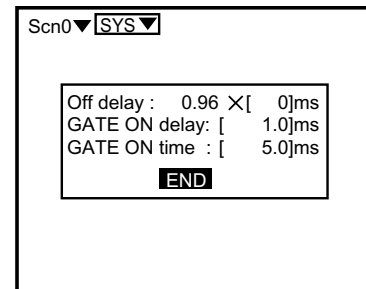 Scn0▼ SYS▼
Off delay : 0.96 ×[ 0]ms
GATE ON delay: [ 1.0]ms
GATE ON time : [ 5.0]ms
END